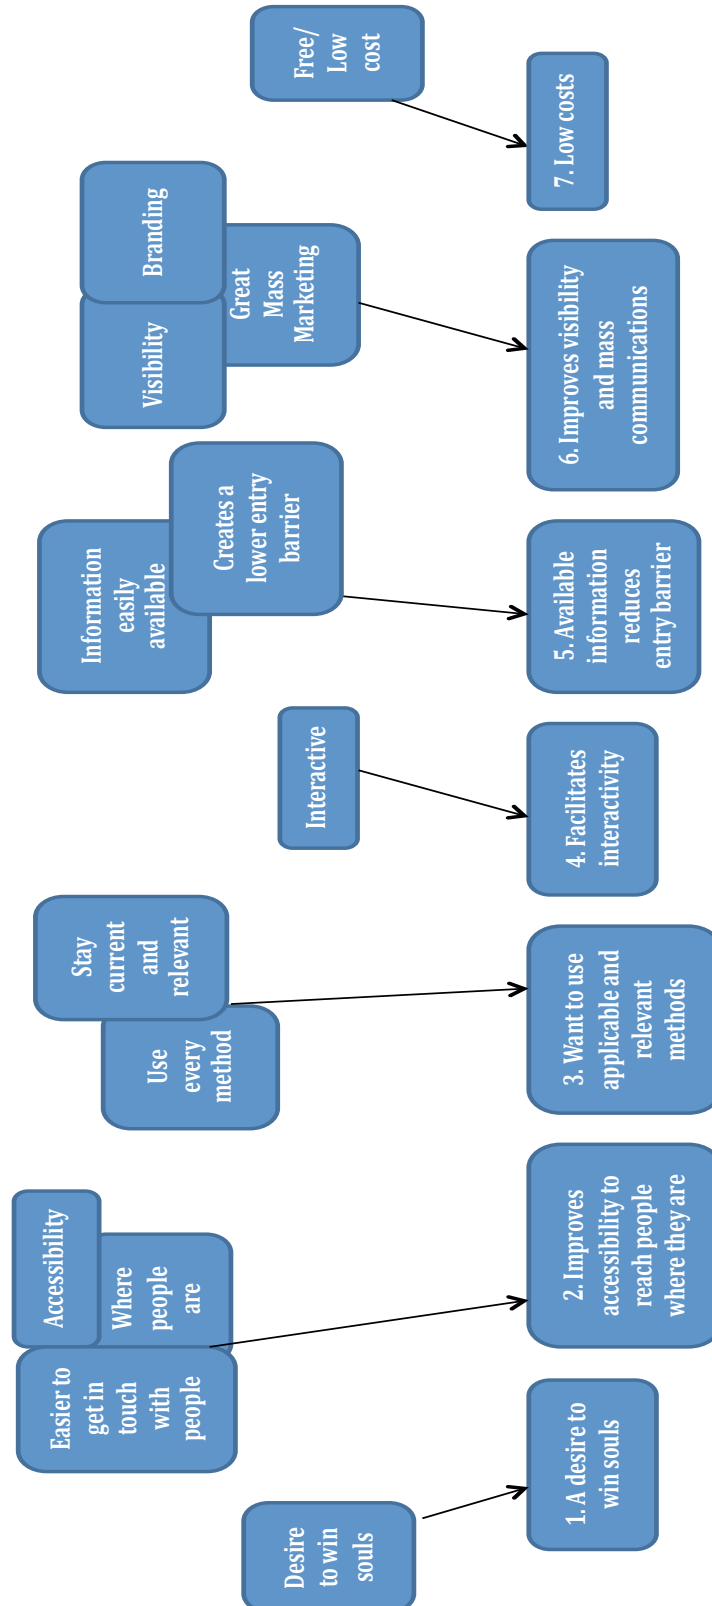 Desire
to win
souls
Easier to
get in
touch
with
people
Accessibility
Where
people
are
Use
every
method
Stay
current
and
relevant
Interactive
Information
easily
available
Creates a
lower entry
barrier
Visibility
Branding
Great
Mass
Marketing
Free/
Low
cost
1. A desire to
win souls
2. Improves
accessibility to
reach people
where they are
3. Want to use
applicable and
relevant
methods
4. Facilitates
interactivity
5. Available
information
reduces
entry barrier
6. Improves visibility
and mass
communications
7. Low costs